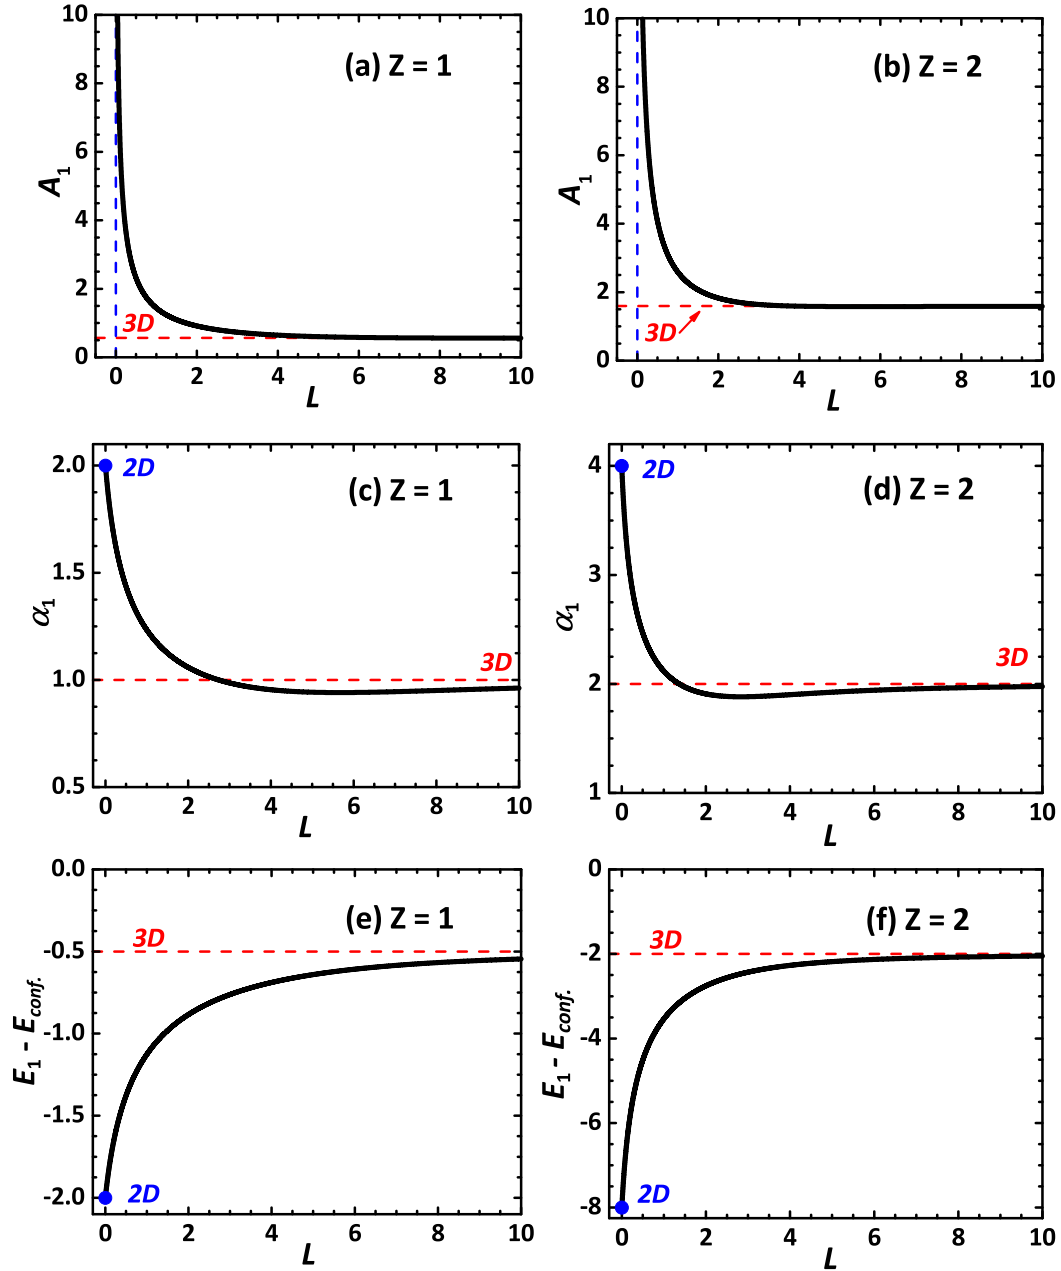 (a) Z = 1
A1
10
8
6
4
2
0
3D
0 2 4 6 8 10
L
(b) Z = 2
A1
10
8
6
4
2
0
3D
0 2 4 6 8 10
L
(c) Z = 1
α1
2.0
1.5
1.0
0.5
2D
3D
0 2 4 6 8 10
L
(d) Z = 2
α1
4
3
2
1
2D
3D
0 2 4 6 8 10
L
(e) Z = 1
E1 - Econf.
0.0
-0.5
-1.0
-1.5
-2.0
3D
2D
0 2 4 6 8 10
L
(f) Z = 2
E1 - Econf.
0
-2
-4
-6
-8
3D
2D
0 2 4 6 8 10
L